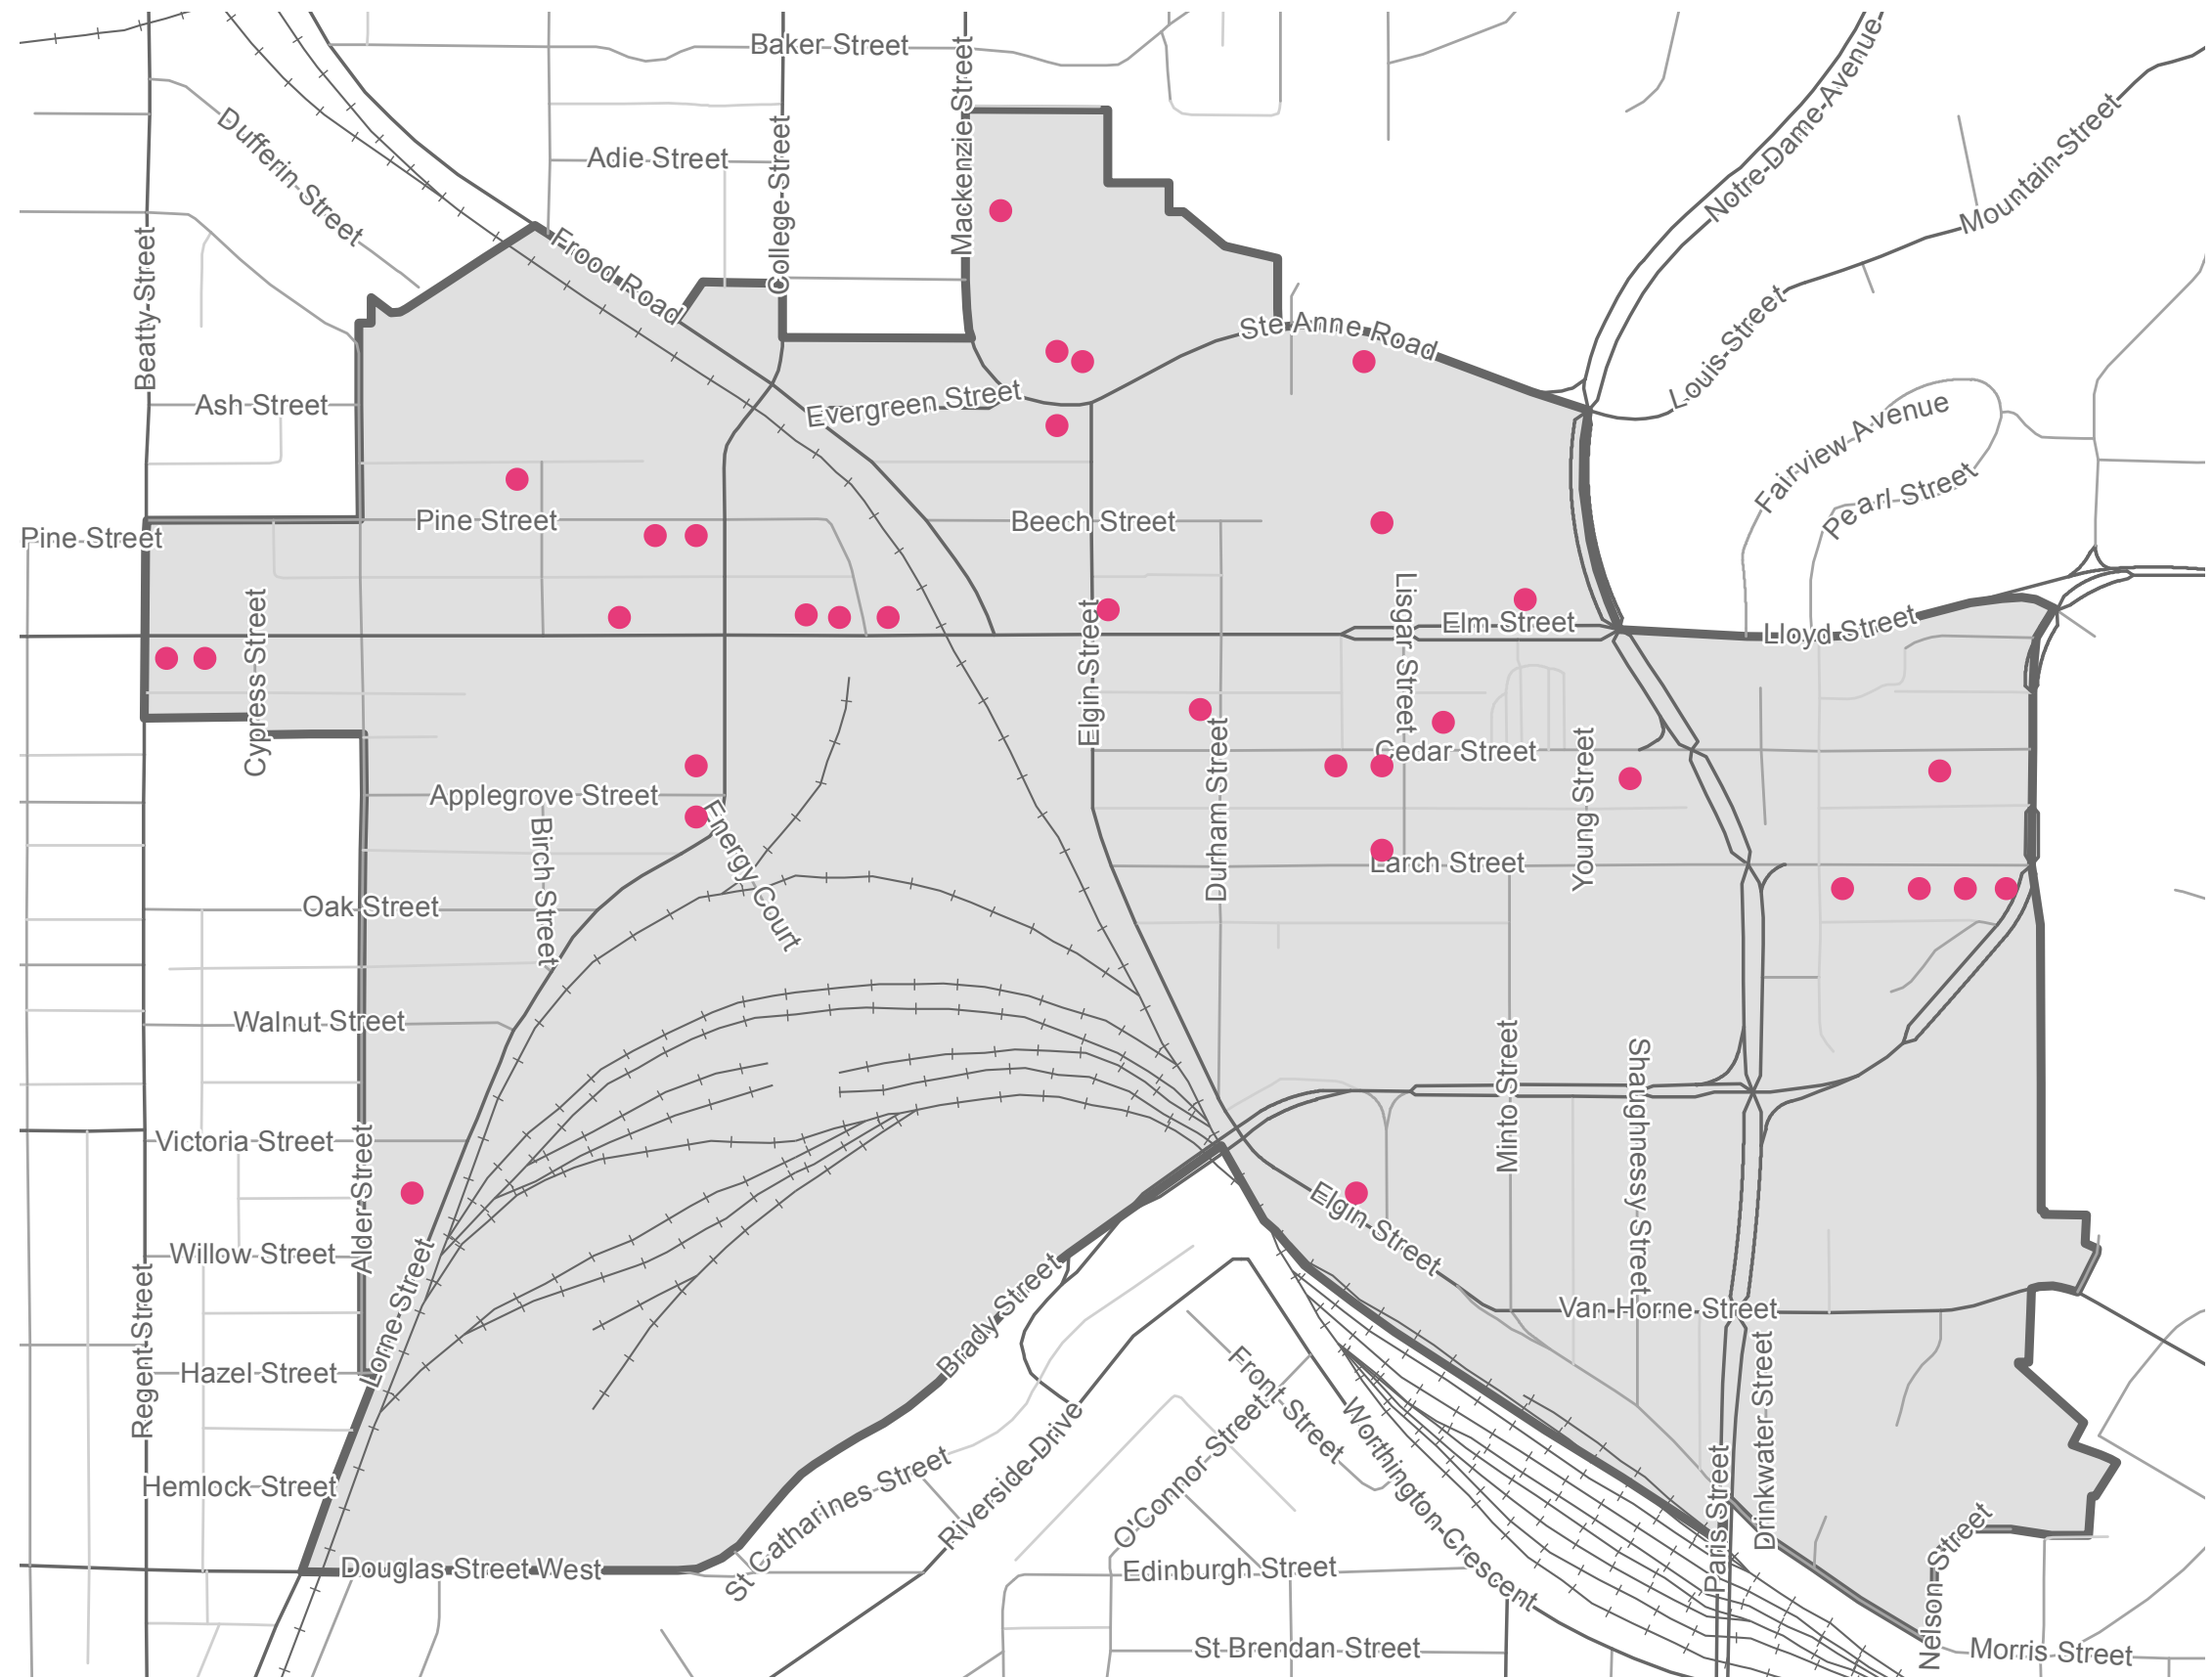 Baker Street
Mackenzie Street
Notre Dame Avenue
Mountain Street
Dufferin Street
Adie Street
College Street
Beatty Street
Frood Road
Ste Anne Road
Louis Street
Ash Street
Evergreen Street
Fairview Avenue
Pearl Street
Pine Street
Pine Street
Beech Street
Cypress Street
Elgin Street
Lisgar Street
Elm Street
Lloyd Street
Durham Street
Cedar Street
Young Street
Applegrove Street
Birch Street
Energy Court
Larch Street
Oak Street
Walnut Street
Minto Street
Shaughnessy Street
Victoria Street
Alder Street
Elgin Street
Willow Street
Lorne Street
Regent Street
Brady Street
Van Horne Street
Hazel Street
Front Street
Drinkwater Street
Riverside Drive
O'Connor Street
Worthington Crescent
Paris Street
Hemlock Street
St Catharines Street
Nelson Street
Douglas Street West
Edinburgh Street
St Brendan Street
Morris Street